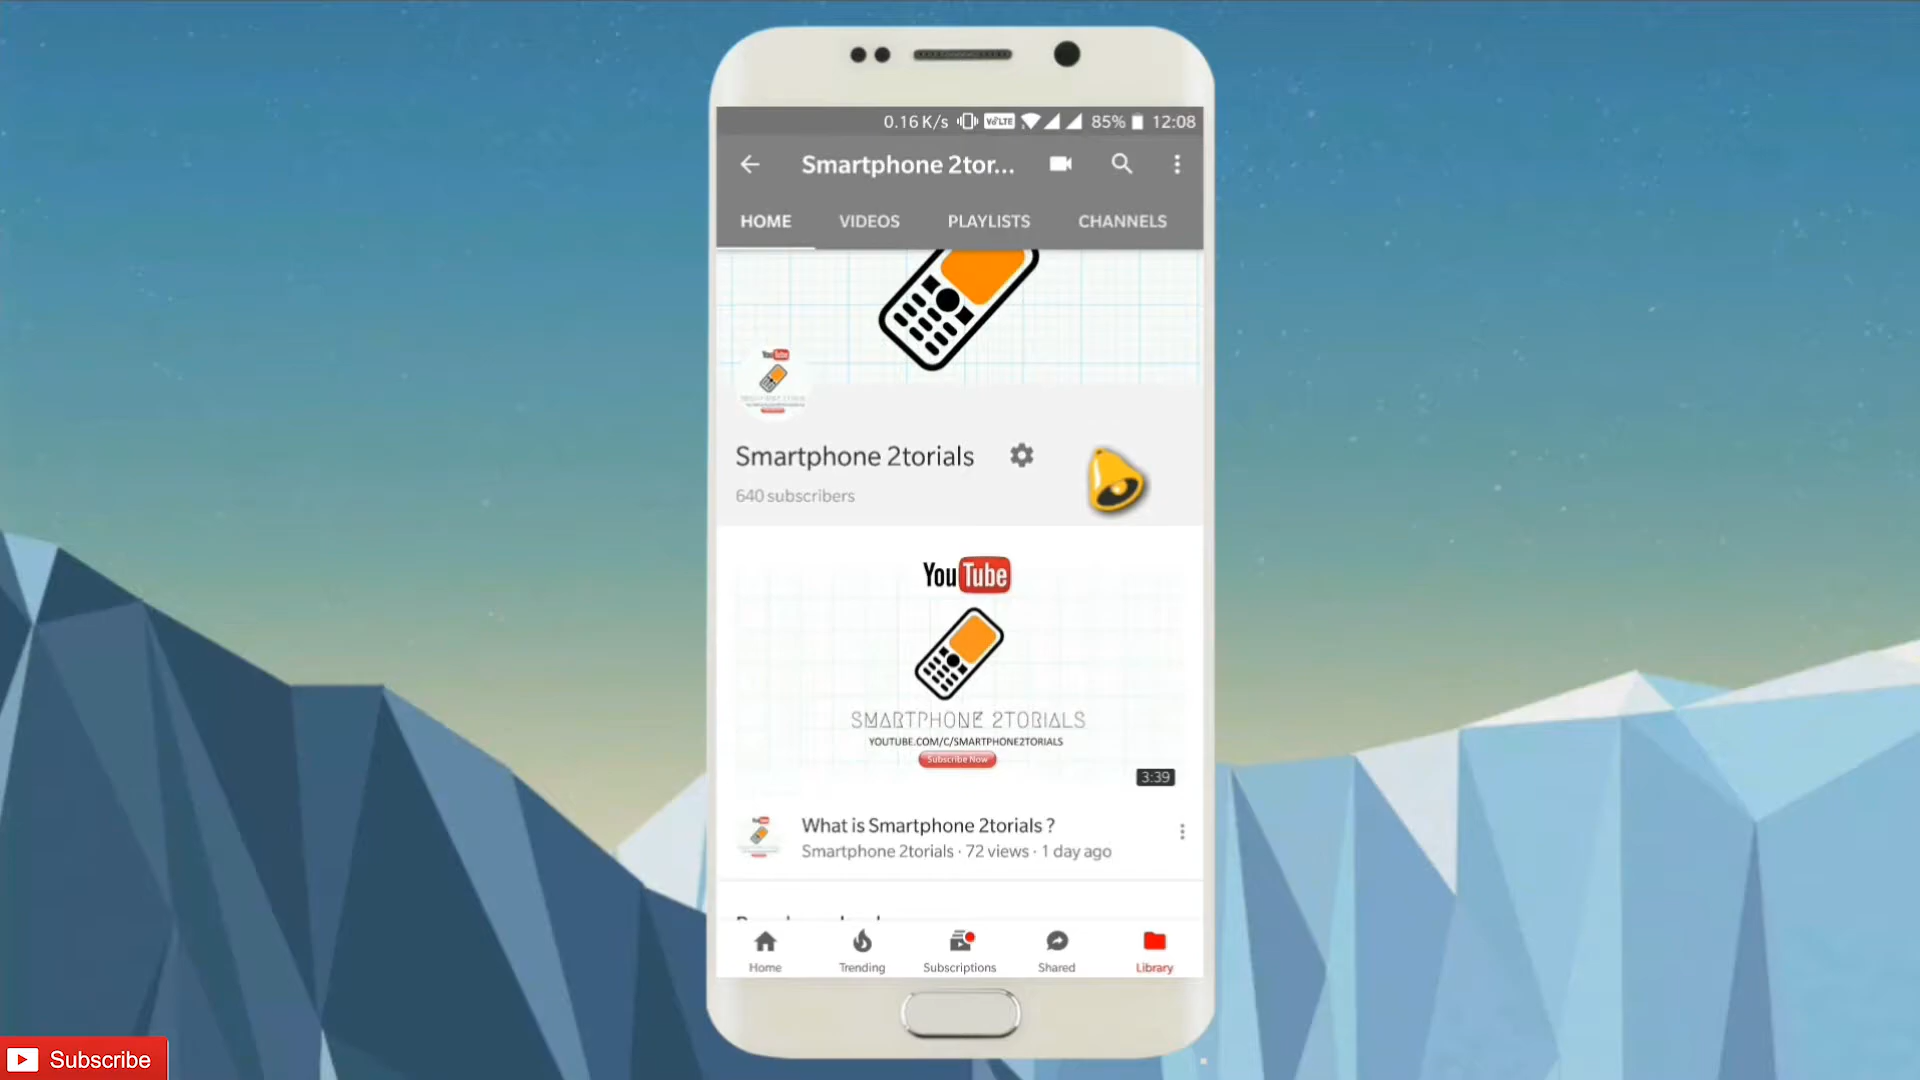 0.16 K/s VoLTE 85% 12:08
Smartphone 2tor...
HOME VIDEOS PLAYLISTS CHANNELS
YouTube
Smartphone 2torials
640 subscribers
YouTube
SMARTPHONE 2TORIALS
YOUTUBE.COM/C/SMARTPHONE2TORIALS
Subscribe Now
3:39
What is Smartphone 2torials ?
Smartphone 2torials · 72 views · 1 day ago
Home Trending Subscriptions Shared Library
Subscribe